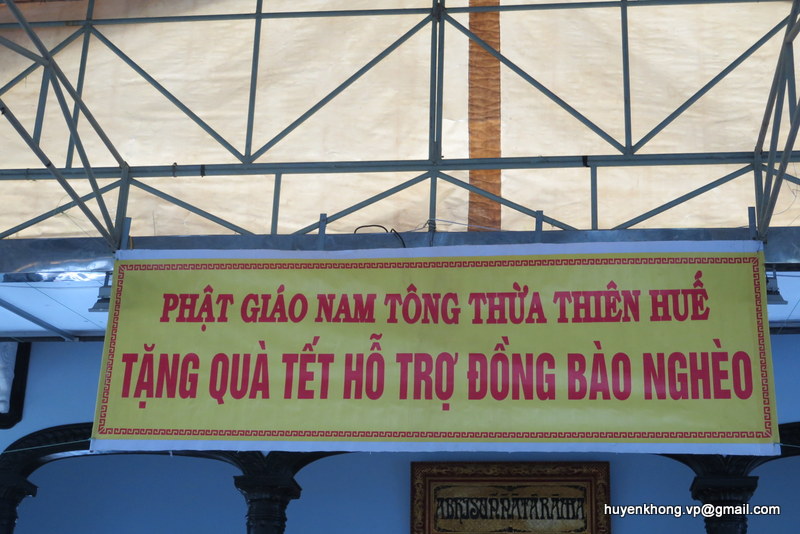 PHẬT GIÁO NAM TÔNG THỪA THIÊN HUẾ
TẶNG QUÀ TẾT HỖ TRỢ ĐỒNG BÀO NGHÈO
huyenkhong.vp@gmail.com